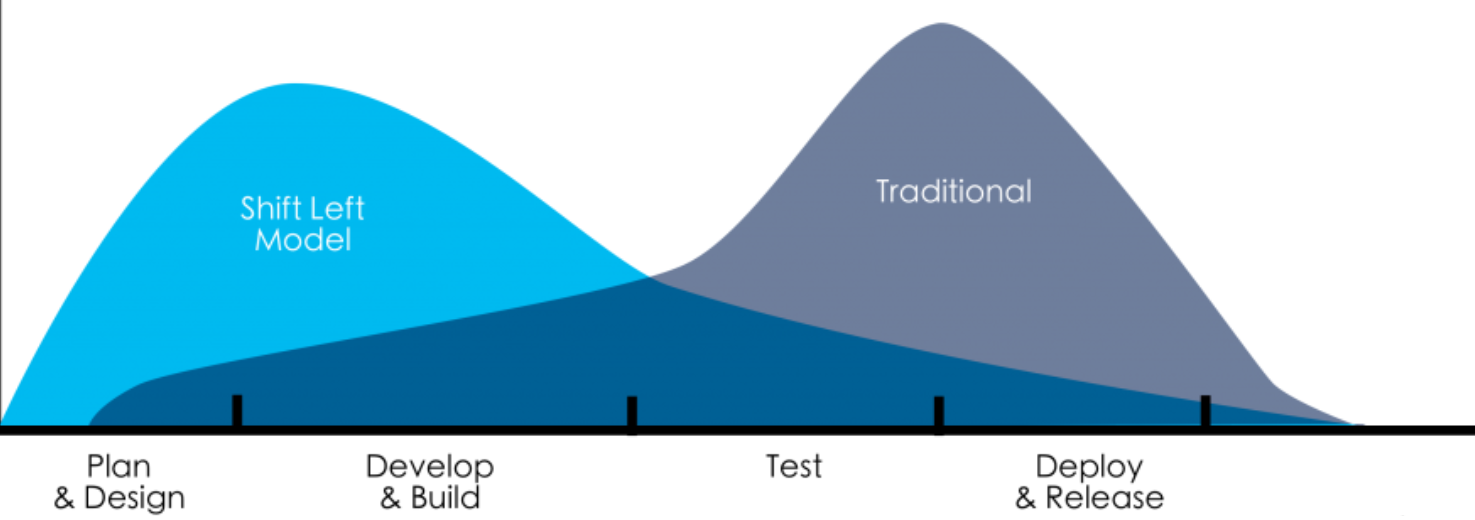 Shift Left
Model
Traditional
Plan
& Design
Develop
& Build
Test
Deploy
& Release